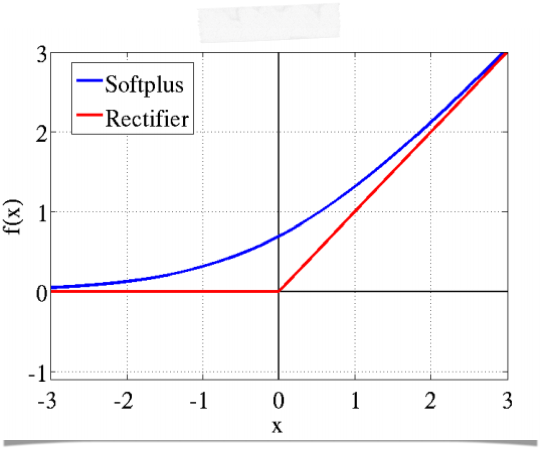 Softplus
Rectifier
f(x)
3
2
1
0
-1
-3 -2 -1 0 1 2 3
x